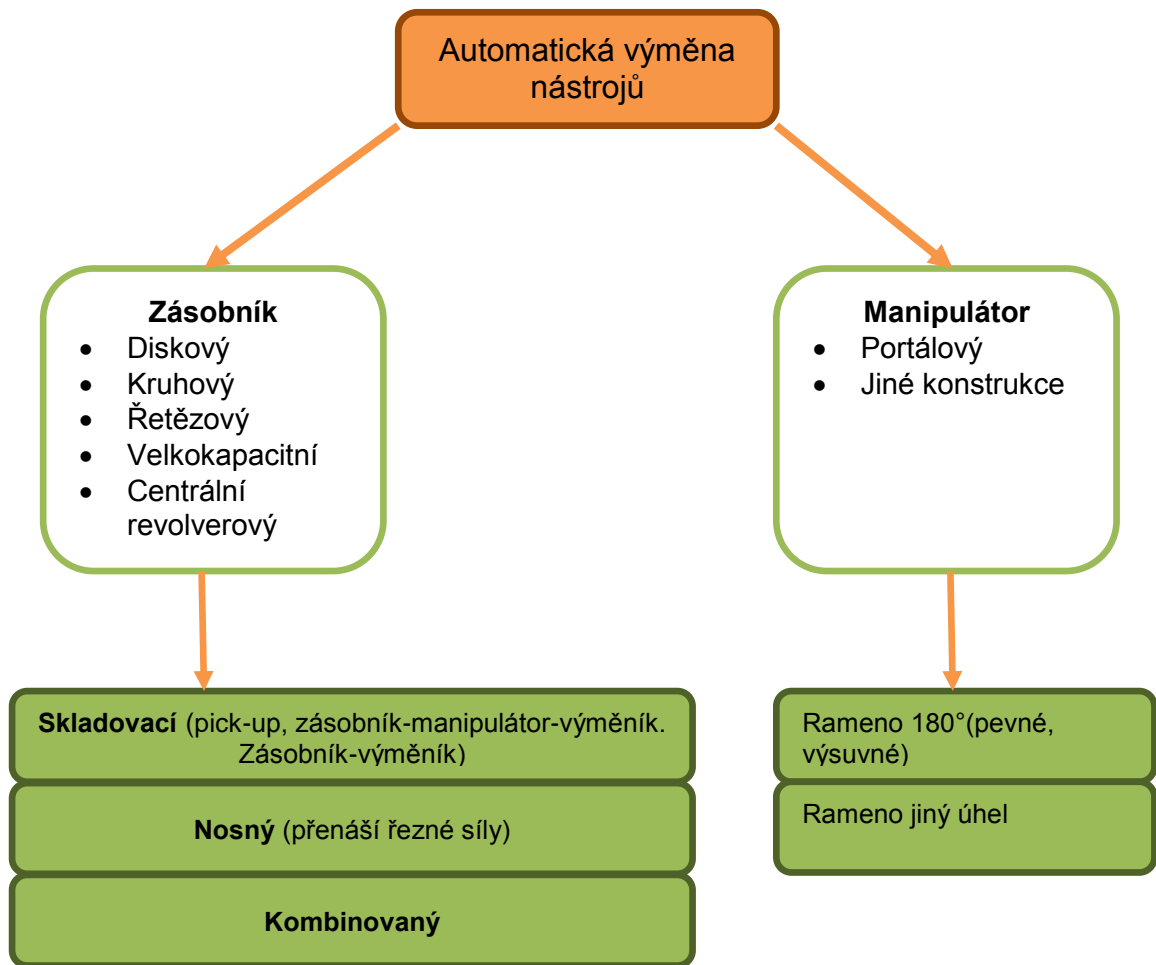 Automatická výměna
nástrojů
Zásobník
• Diskový
• Kruhový
• Řetězový
• Velkokapacitní
• Centrální
revolverový
Manipulátor
• Portálový
• Jiné konstrukce
Skladovací (pick-up, zásobník-manipulátor-výměník.
Zásobník-výměník)
Nosný (přenáší řezné síly)
Kombinovaný
Rameno 180°(pevné,
výsuvné)
Rameno jiný úhel